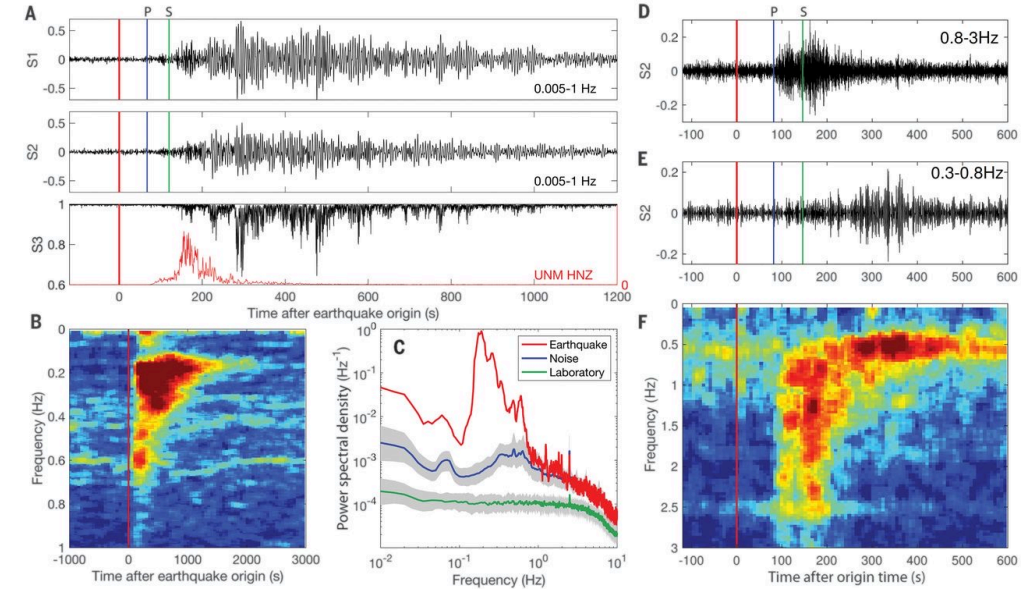 A
P S
0.5
0
-0.5
S1
0.005-1 Hz
0.5
0
-0.5
S2
0.005-1 Hz
1
0.8
0.6
S3
UNM HNZ
0
0 200 400 600 800 1000 1200
Time after earthquake origin (s)
B
0
0.2
0.4
0.6
0.8
1
Frequency (Hz)
-1000 0 1000 2000 3000
Time after earthquake origin (s)
C
Earthquake
Noise
Laboratory
10⁰
10⁻¹
10⁻²
10⁻³
10⁻⁴
Power spectral density (Hz⁻¹)
10⁻² 10⁻¹ 10⁰ 10¹
Frequency (Hz)
D
P S
0.8-3Hz
0.2
0
-0.2
S2
-100 0 100 200 300 400 500 600
E
0.3-0.8Hz
0.2
0
-0.2
S2
-100 0 100 200 300 400 500 600
F
0
0.5
1
1.5
2
2.5
3
Frequency (Hz)
-100 0 100 200 300 400 500 600
Time after origin time (s)